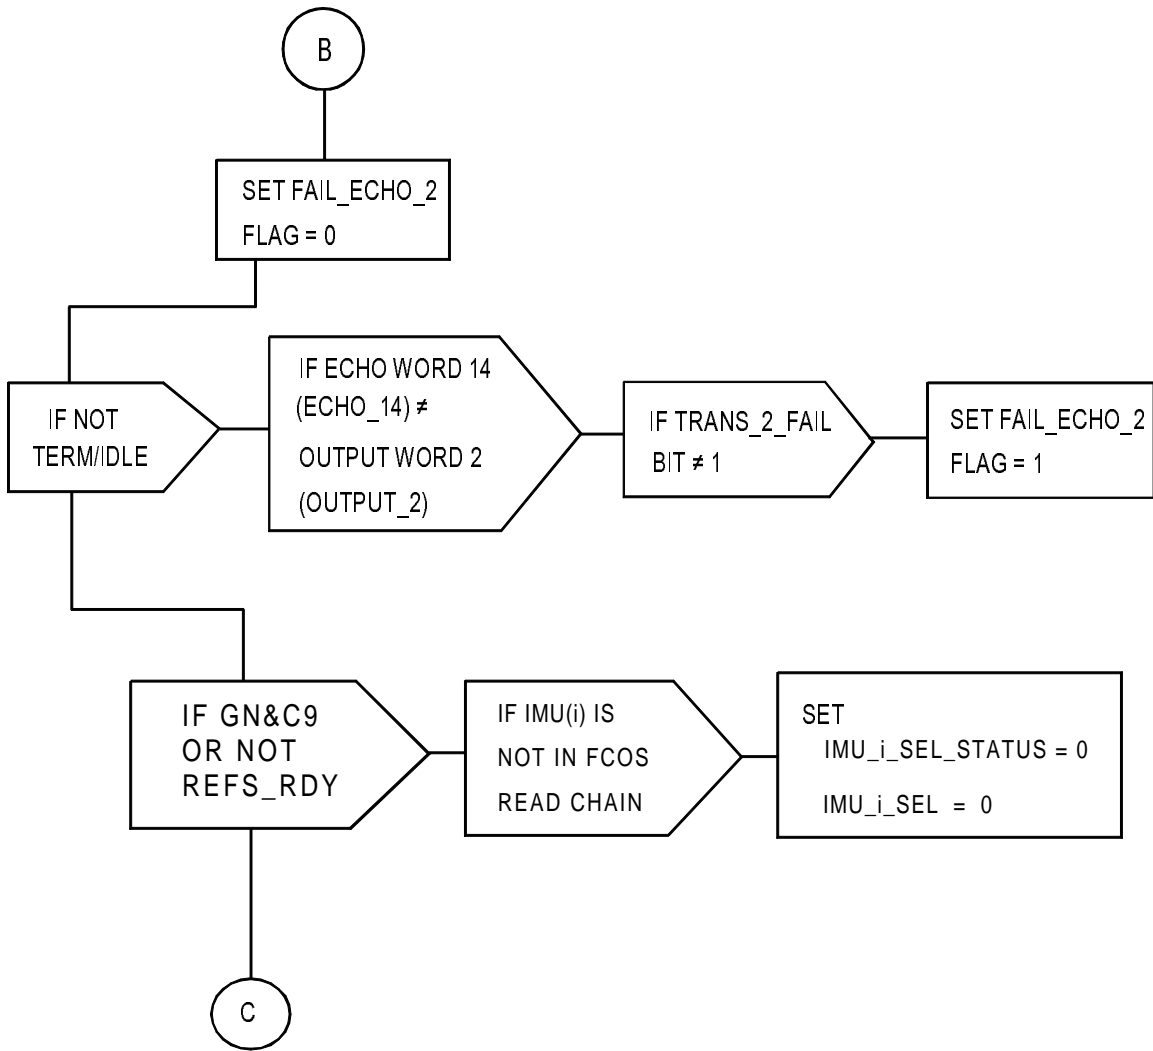 B
SET FAIL_ECHO_2
FLAG = 0
IF NOT
TERM/IDLE
IF ECHO WORD 14
(ECHO_14) ≠
OUTPUT WORD 2
(OUTPUT_2)
IF TRANS_2_FAIL
BIT ≠ 1
SET FAIL_ECHO_2
FLAG = 1
IF GN&C9
OR NOT
REFS_RDY
IF IMU(i) IS
NOT IN FCOS
READ CHAIN
SET
IMU_i_SEL_STATUS = 0
IMU_i_SEL = 0
C